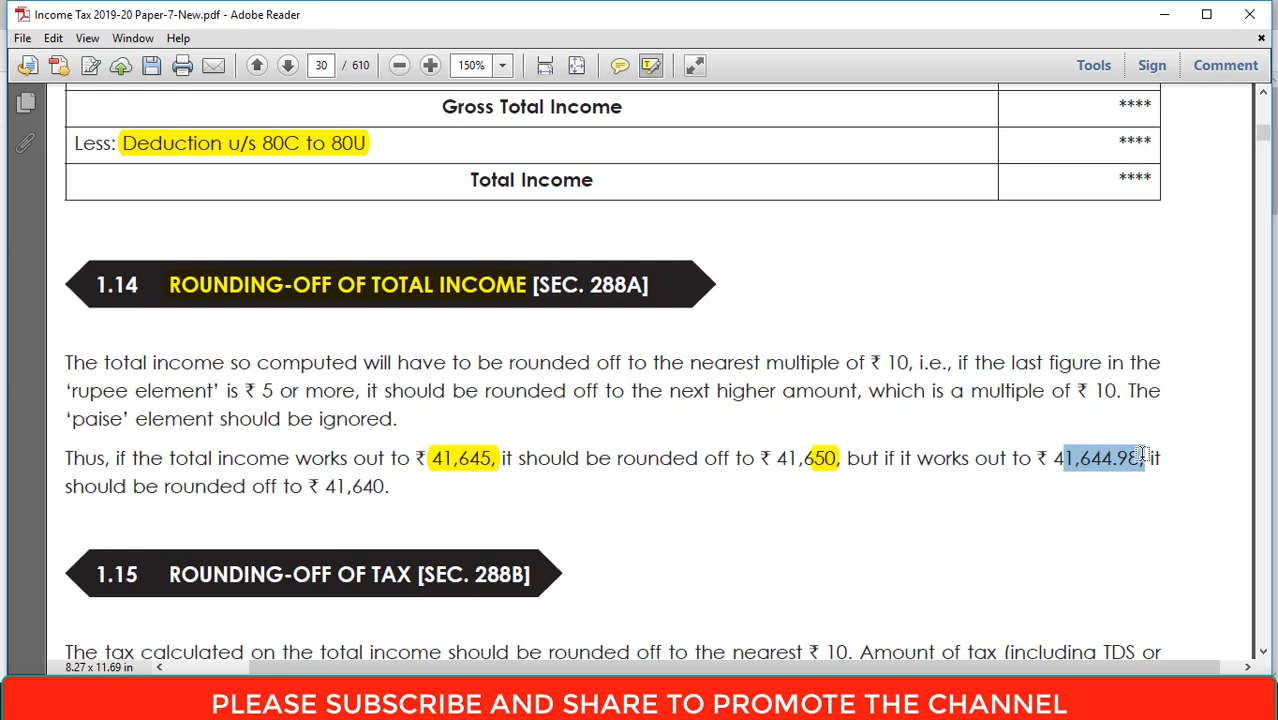 Income Tax 2019-20 Paper-7-New.pdf - Adobe Reader
File Edit View Window Help
30 / 610 150% Tools Sign Comment
Gross Total Income ****
Less: Deduction u/s 80C to 80U ****
Total Income ****
1.14 ROUNDING-OFF OF TOTAL INCOME [SEC. 288A]
The total income so computed will have to be rounded off to the nearest multiple of ₹ 10, i.e., if the last figure in the
‘rupee element’ is ₹ 5 or more, it should be rounded off to the next higher amount, which is a multiple of ₹ 10. The
‘paise’ element should be ignored.
Thus, if the total income works out to ₹ 41,645, it should be rounded off to ₹ 41,650, but if it works out to ₹ 41,644.98, it
should be rounded off to ₹ 41,640.
1.15 ROUNDING-OFF OF TAX [SEC. 288B]
The tax calculated on the total income should be rounded off to the nearest ₹ 10. Amount of tax (including TDS or
8.27 x 11.69 in
PLEASE SUBSCRIBE AND SHARE TO PROMOTE THE CHANNEL